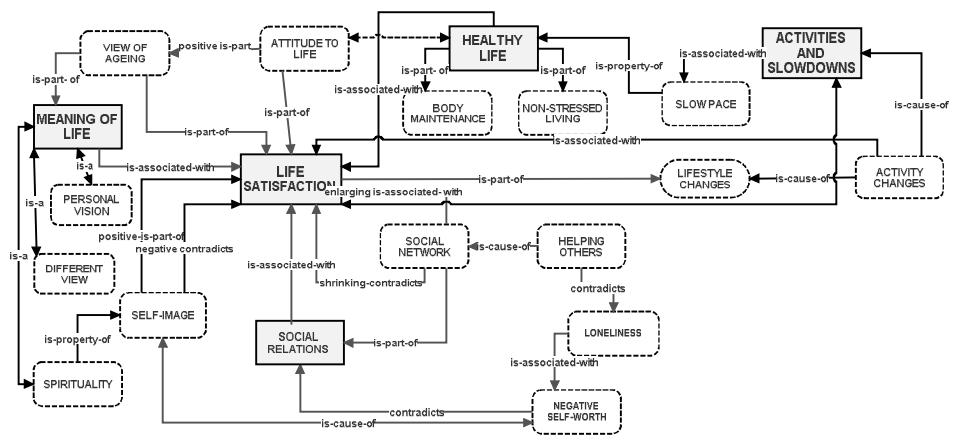 VIEW OF
AGEING
positive is-part-of
ATTITUDE TO
LIFE
HEALTHY
LIFE
ACTIVITIES
AND
SLOWDOWNS
is-part- of
is-part-of
is-part-of
is-part-of
is-property-of
is-associated-with
is-associated-with
BODY
MAINTENANCE
NON-STRESSED
LIVING
SLOW PACE
is-cause-of
MEANING OF
LIFE
is-part-of
is-associated-with
is-associated-with
is-a
LIFE
SATISFACTION
enlarging is-associated- with
is-part-of
LIFESTYLE
CHANGES
is-cause-of
ACTIVITY
CHANGES
PERSONAL
VISION
is-a
positive-is-part-of
negative contradicts
is-a
DIFFERENT
VIEW
is-associated-with
SOCIAL
NETWORK
is-cause-of
HELPING
OTHERS
shrinking-contradicts
contradicts
SELF-IMAGE
is-property-of
SOCIAL
RELATIONS
is-part-of
LONELINESS
is-associated-with
SPIRITUALITY
contradicts
is-cause-of
NEGATIVE
SELF-WORTH